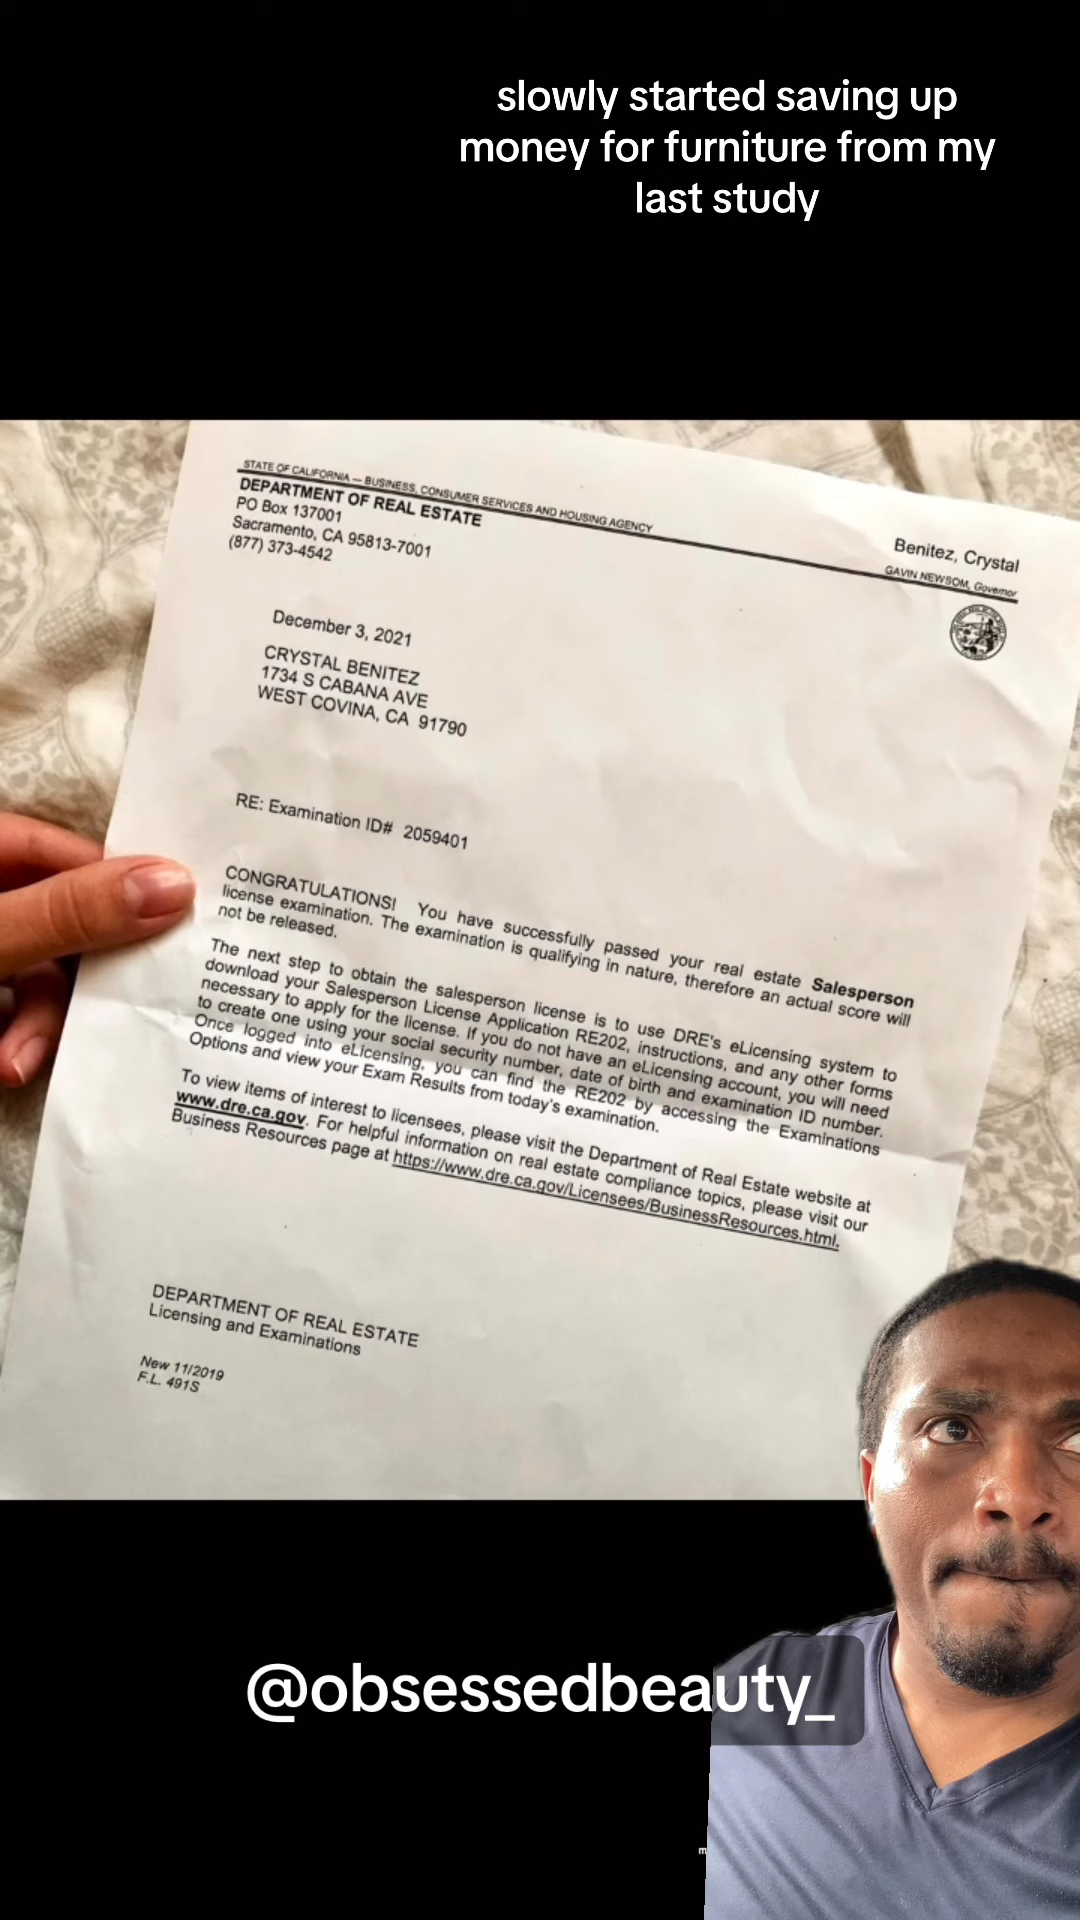 slowly started saving up
money for furniture from my
last study
STATE OF CALIFORNIA — BUSINESS, CONSUMER SERVICES AND HOUSING AGENCY
DEPARTMENT OF REAL ESTATE
PO Box 137001
Sacramento, CA 95813-7001
(877) 373-4542
Benitez, Crystal
GAVIN NEWSOM, Governor
December 3, 2021
CRYSTAL BENITEZ
1734 S CABANA AVE
WEST COVINA, CA 91790
RE: Examination ID# 2059401
CONGRATULATIONS! You have successfully passed your real estate Salesperson
license examination. The examination is qualifying in nature, therefore an actual score will
not be released.
The next step to obtain the salesperson license is to use DRE's eLicensing system to
download your Salesperson License Application RE202, instructions, and any other forms
necessary to apply for the license. If you do not have an eLicensing account, you will need
to create one using your social security number, date of birth and examination ID number.
Once logged into eLicensing, you can find the RE202 by accessing the Examinations
Options and view your Exam Results from today's examination.
To view items of interest to licensees, please visit the Department of Real Estate website at
www.dre.ca.gov. For helpful information on real estate compliance topics, please visit our
Business Resources page at https://www.dre.ca.gov/Licensees/BusinessResources.html.
DEPARTMENT OF REAL ESTATE
Licensing and Examinations
New 11/2019
F.L. 491S
@obsessedbeauty_